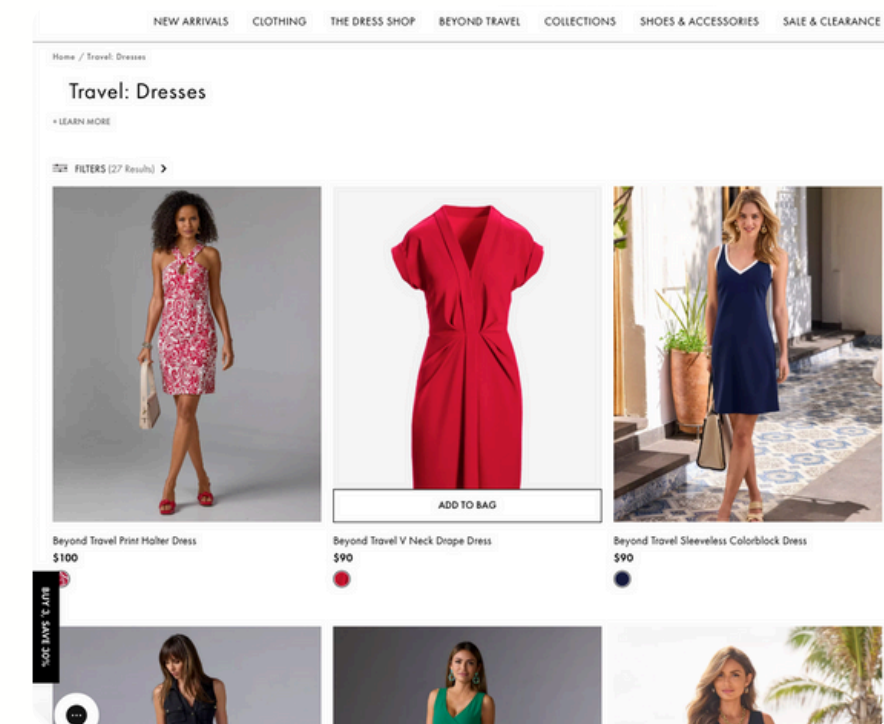 NEW ARRIVALS CLOTHING THE DRESS SHOP BEYOND TRAVEL COLLECTIONS SHOES & ACCESSORIES SALE & CLEARANCE
Home / Travel: Dresses
Travel: Dresses
+ LEARN MORE
FILTERS (27 Results)
ADD TO BAG
Beyond Travel Print Halter Dress
$100
Beyond Travel V Neck Drape Dress
$90
Beyond Travel Sleeveless Colorblock Dress
$90
BUY 3, SAVE 30%